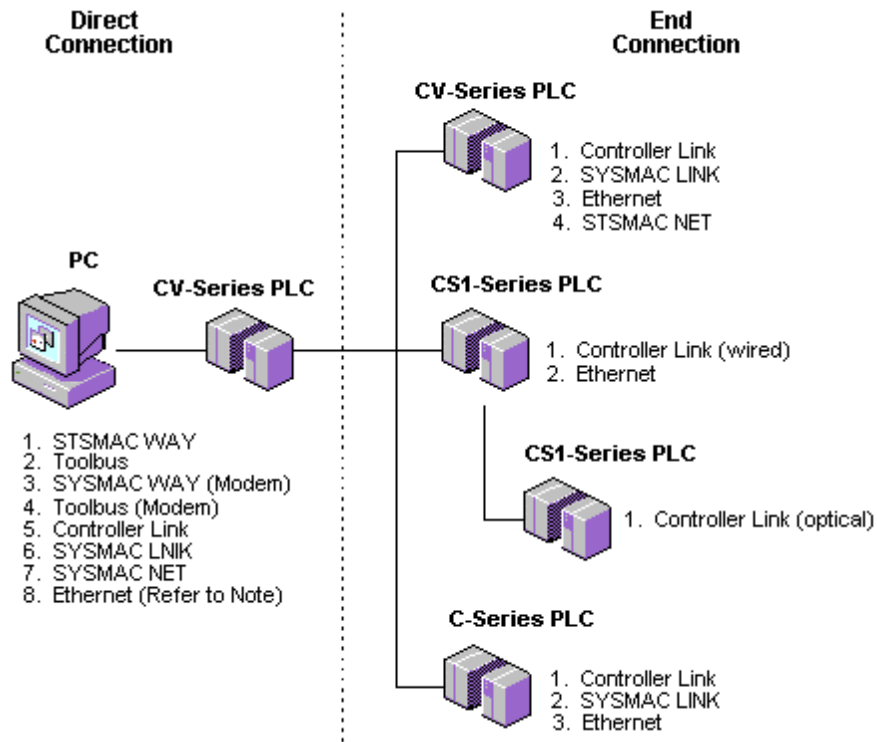 Direct
Connection
End
Connection
CV-Series PLC
1. Controller Link
2. SYSMAC LINK
3. Ethernet
4. STSMAC NET
PC
CV-Series PLC
CS1-Series PLC
1. Controller Link (wired)
2. Ethernet
1. STSMAC WAY
2. Toolbus
3. SYSMAC WAY (Modem)
4. Toolbus (Modem)
5. Controller Link
6. SYSMAC LNIK
7. SYSMAC NET
8. Ethernet (Refer to Note)
CS1-Series PLC
1. Controller Link (optical)
C-Series PLC
1. Controller Link
2. SYSMAC LINK
3. Ethernet